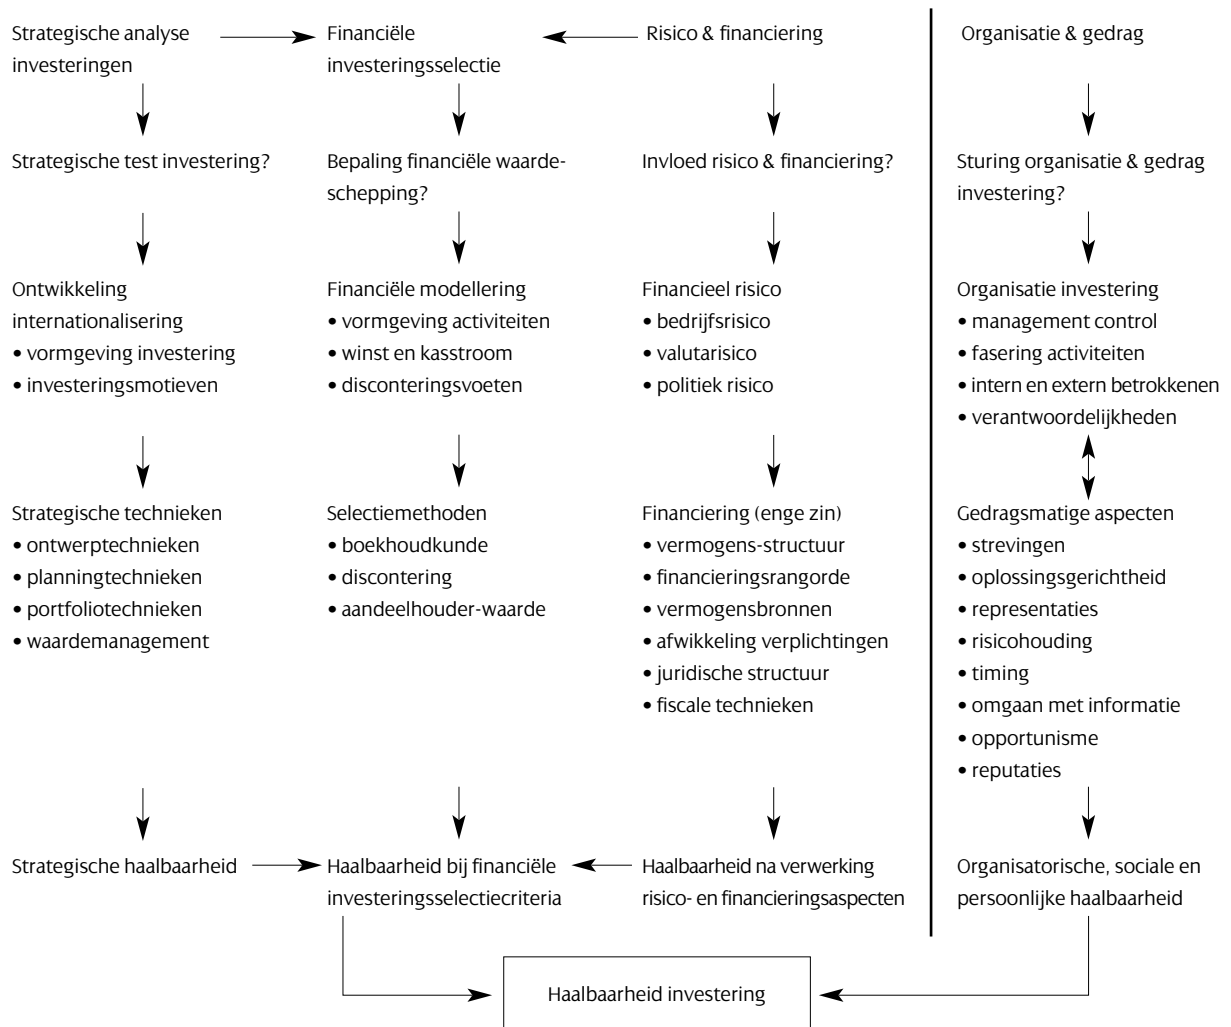 Strategische analyse
investeringen
Financiële
investeringsselectie
Risico & financiering
Organisatie & gedrag
Strategische test investering?
Bepaling financiële waarde-
schepping?
Invloed risico & financiering?
Sturing organisatie & gedrag
investering?
Ontwikkeling
internationalisering
• vormgeving investering
• investeringsmotieven
Financiële modellering
• vormgeving activiteiten
• winst en kasstroom
• disconteringsvoeten
Financieel risico
• bedrijfsrisico
• valutarisico
• politiek risico
Organisatie investering
• management control
• fasering activiteiten
• intern en extern betrokkenen
• verantwoordelijkheden
Strategische technieken
• ontwerptechnieken
• planningtechnieken
• portfoliotechnieken
• waardemanagement
Selectiemethoden
• boekhoudkunde
• discontering
• aandeelhouder-waarde
Financiering (enge zin)
• vermogens-structuur
• financieringsrangorde
• vermogensbronnen
• afwikkeling verplichtingen
• juridische structuur
• fiscale technieken
Gedragsmatige aspecten
• strevingen
• oplossingsgerichtheid
• representaties
• risicohouding
• timing
• omgaan met informatie
• opportunisme
• reputaties
Strategische haalbaarheid
Haalbaarheid bij financiële
investeringsselectiecriteria
Haalbaarheid na verwerking
risico- en financieringsaspecten
Organisatorische, sociale en
persoonlijke haalbaarheid
Haalbaarheid investering